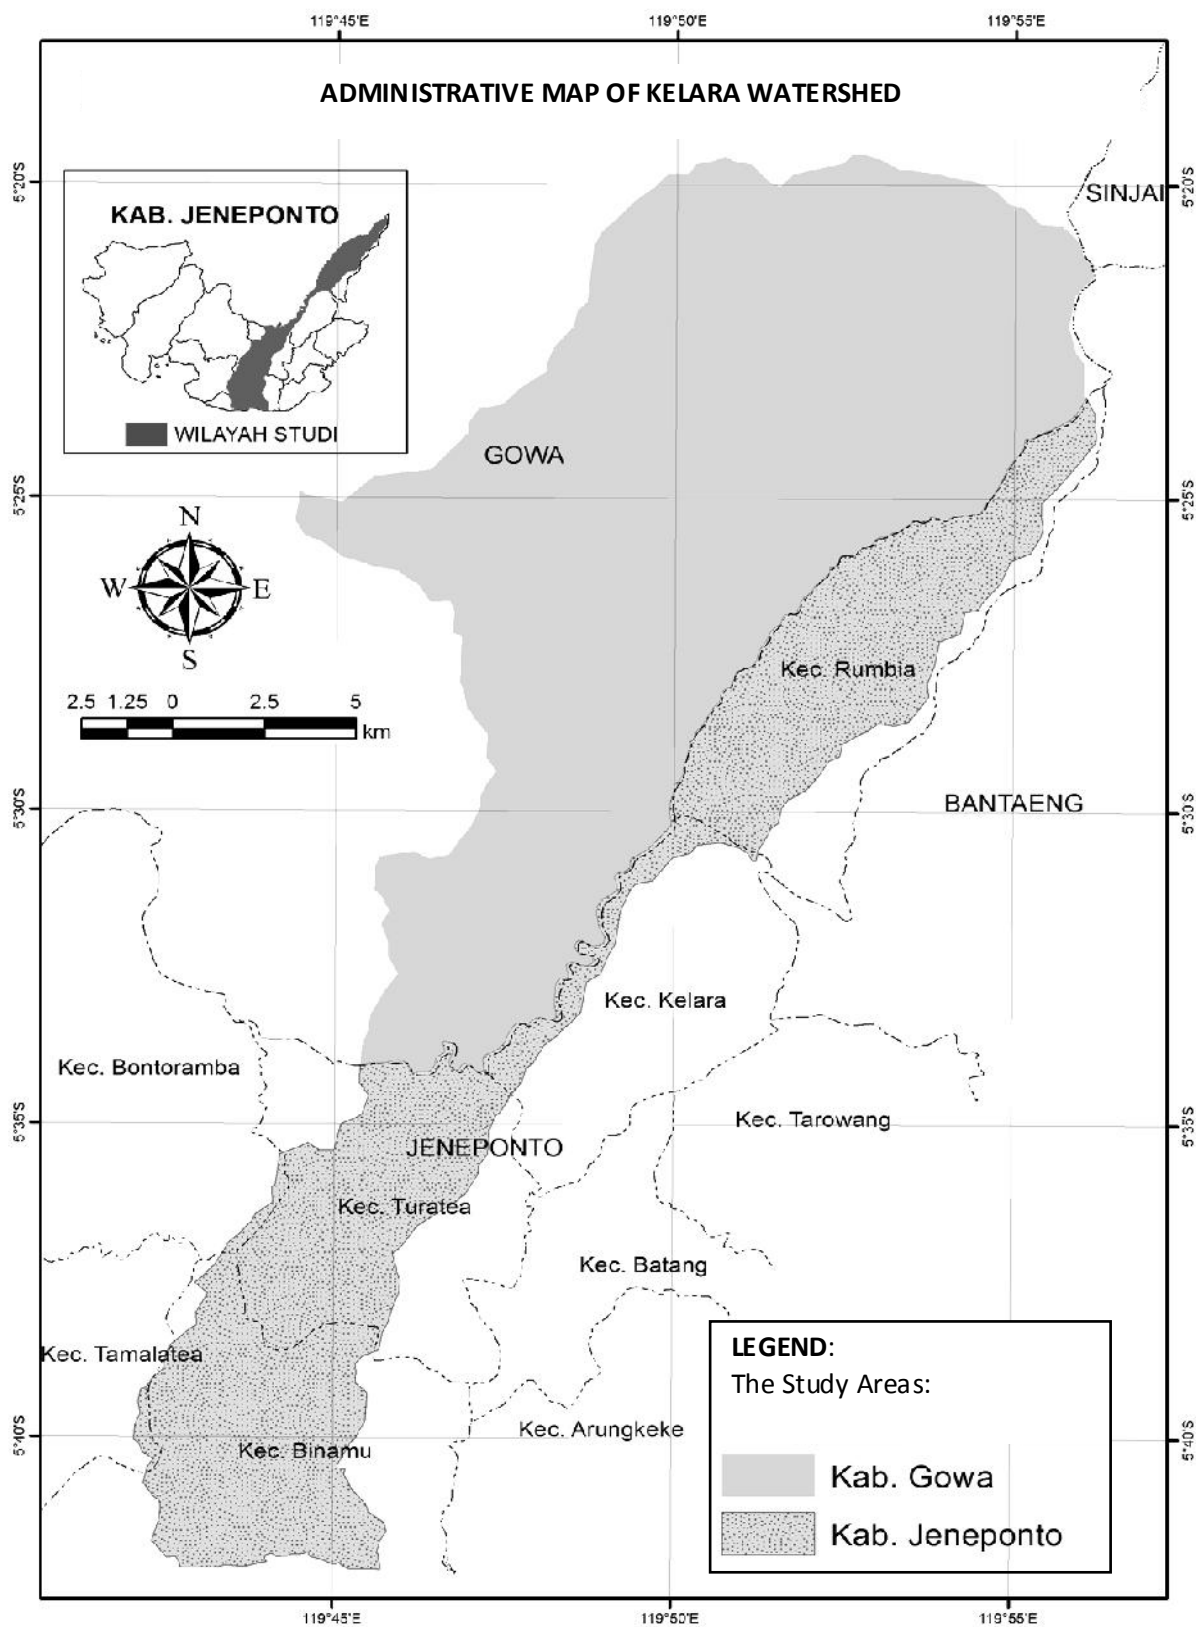 119°45'E 119°50'E 119°55'E
ADMINISTRATIVE MAP OF KELARA WATERSHED
5°20'S 5°20'S
SINJAI
KAB. JENEPONTO
WILAYAH STUDI
GOWA
5°25'S 5°25'S
N
W E
S
Kec. Rumbia
2.5 1.25 0 2.5 5
km
BANTAENG
5°30'S 5°30'S
Kec. Kelara
Kec. Bontoramba
5°35'S 5°35'S
Kec. Tarowang
JENEPONTO
Kec. Turatea
Kec. Batang
Kec. Tamalatea
LEGEND:
The Study Areas:
Kec. Arungkeke
5°40'S 5°40'S
Kec. Binamu
Kab. Gowa
Kab. Jeneponto
119°45'E 119°50'E 119°55'E